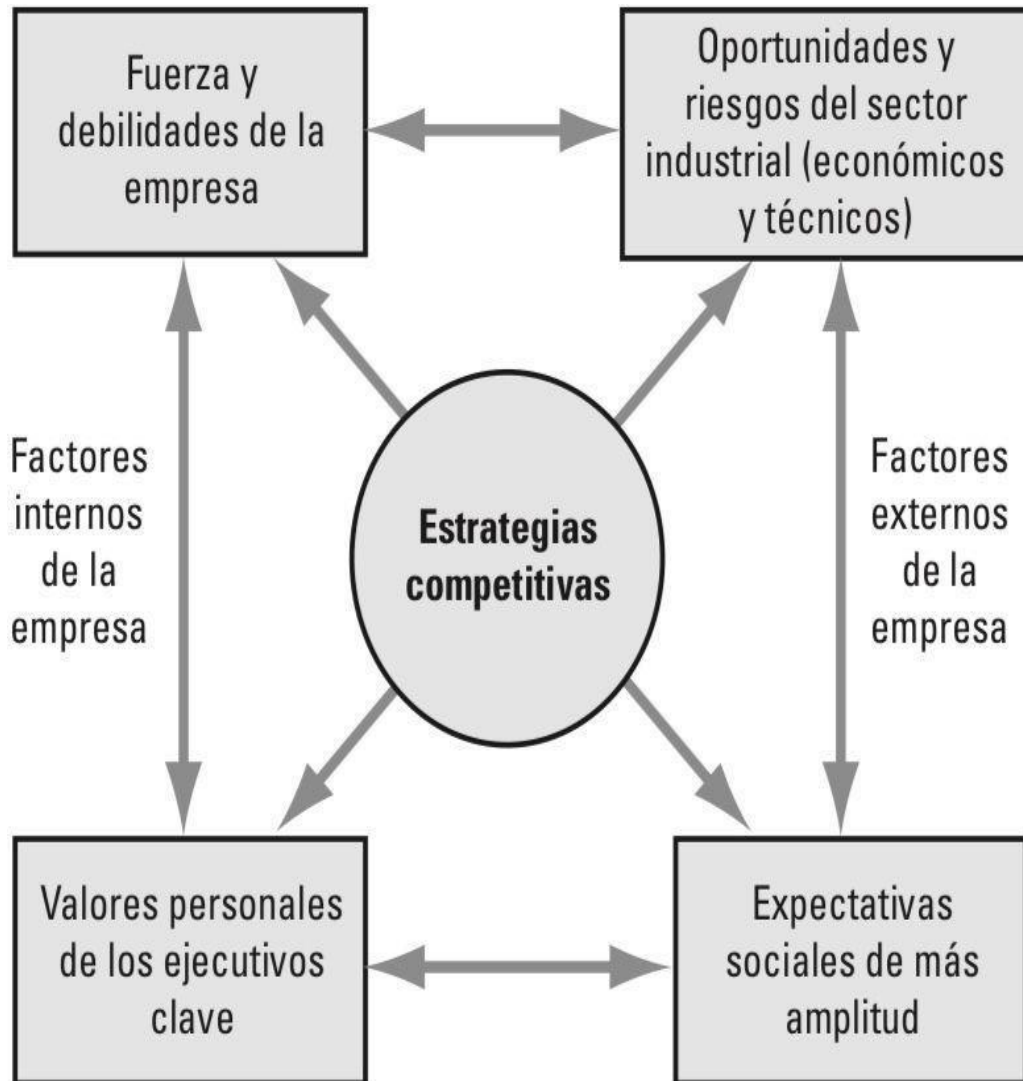 Fuerza y
debilidades de la
empresa
Oportunidades y
riesgos del sector
industrial (económicos
y técnicos)
Factores
internos
de la
empresa
Estrategias
competitivas
Factores
externos
de la
empresa
Valores personales
de los ejecutivos
clave
Expectativas
sociales de más
amplitud